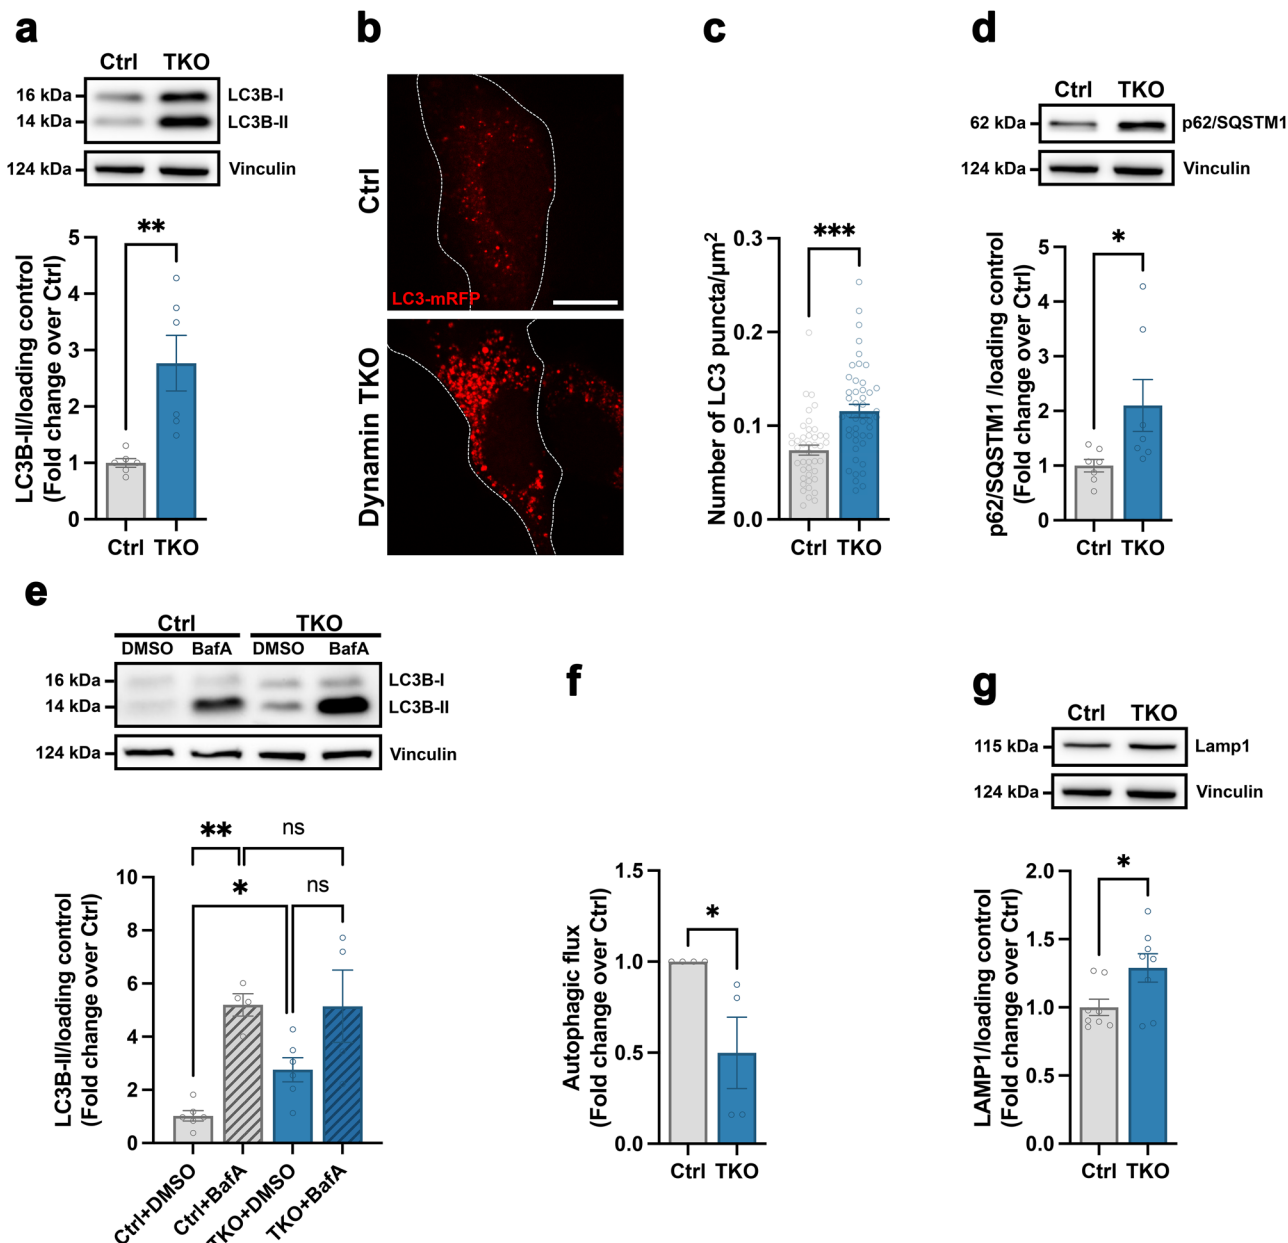 a
Ctrl TKO
16 kDa LC3B-I
14 kDa LC3B-II
124 kDa Vinculin
LC3B-II/loading control
(Fold change over Ctrl)
5
4
3
2
1
0
**
Ctrl TKO
b
Ctrl
LC3-mRFP
Dynamin TKO
c
Number of LC3 puncta/µm²
0.3
0.2
0.1
0.0
***
Ctrl TKO
d
Ctrl TKO
62 kDa p62/SQSTM1
124 kDa Vinculin
p62/SQSTM1 /loading control
(Fold change over Ctrl)
5
4
3
2
1
0
*
Ctrl TKO
e
Ctrl TKO
DMSO BafA DMSO BafA
16 kDa LC3B-I
14 kDa LC3B-II
124 kDa Vinculin
LC3B-II/loading control
(Fold change over Ctrl)
10
8
6
4
2
0
** ns
* ns
Ctrl+DMSO
Ctrl+BafA
TKO+DMSO
TKO+BafA
f
Autophagic flux
(Fold change over Ctrl)
1.5
1.0
0.5
0.0
*
Ctrl TKO
g
Ctrl TKO
115 kDa Lamp1
124 kDa Vinculin
LAMP1/loading control
(Fold change over Ctrl)
2.0
1.5
1.0
0.5
0.0
*
Ctrl TKO